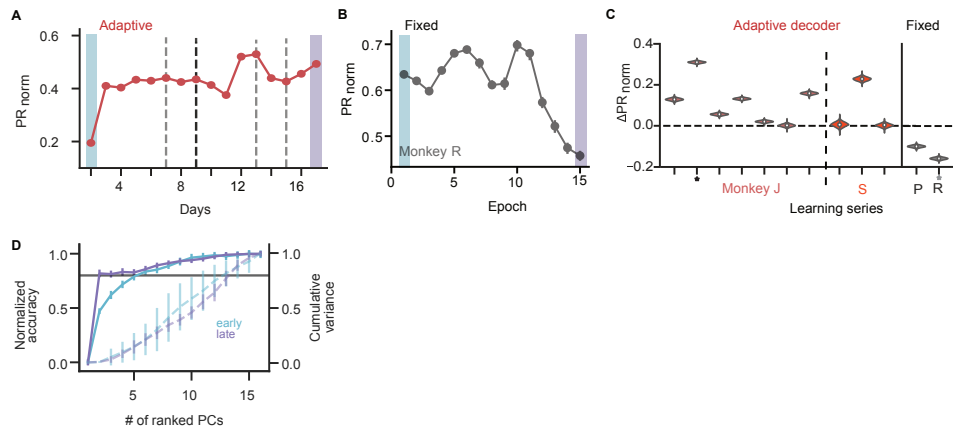 A
Adaptive
PR norm
0.6
0.4
0.2
4
8
12
16
Days
B
Fixed
PR norm
0.7
0.6
0.5
Monkey R
0
5
10
15
Epoch
C
Adaptive decoder
Fixed
ΔPR norm
0.2
0.0
−0.2
*
Monkey J
S
P
R
*
Learning series
D
Normalized
accuracy
1.0
0.5
0.0
early
late
1.0
0.5
0.0
Cumulative
variance
5
10
15
# of ranked PCs